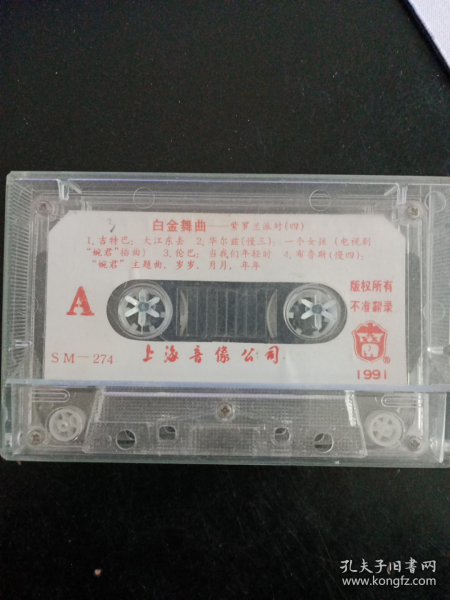 白金舞曲——紫罗兰派对(四)
1.吉特巴：大江东去 2.华尔兹(慢三)：一个女孩(电视剧
“婉君”插曲) 3.伦巴：当我们年轻时 4.布鲁斯(慢四)：
“婉君”主题曲，岁岁，月月，年年
A
版权所有
不准翻录
SM—274
上海音像公司
1991
孔夫子旧书网
www.kongfz.com